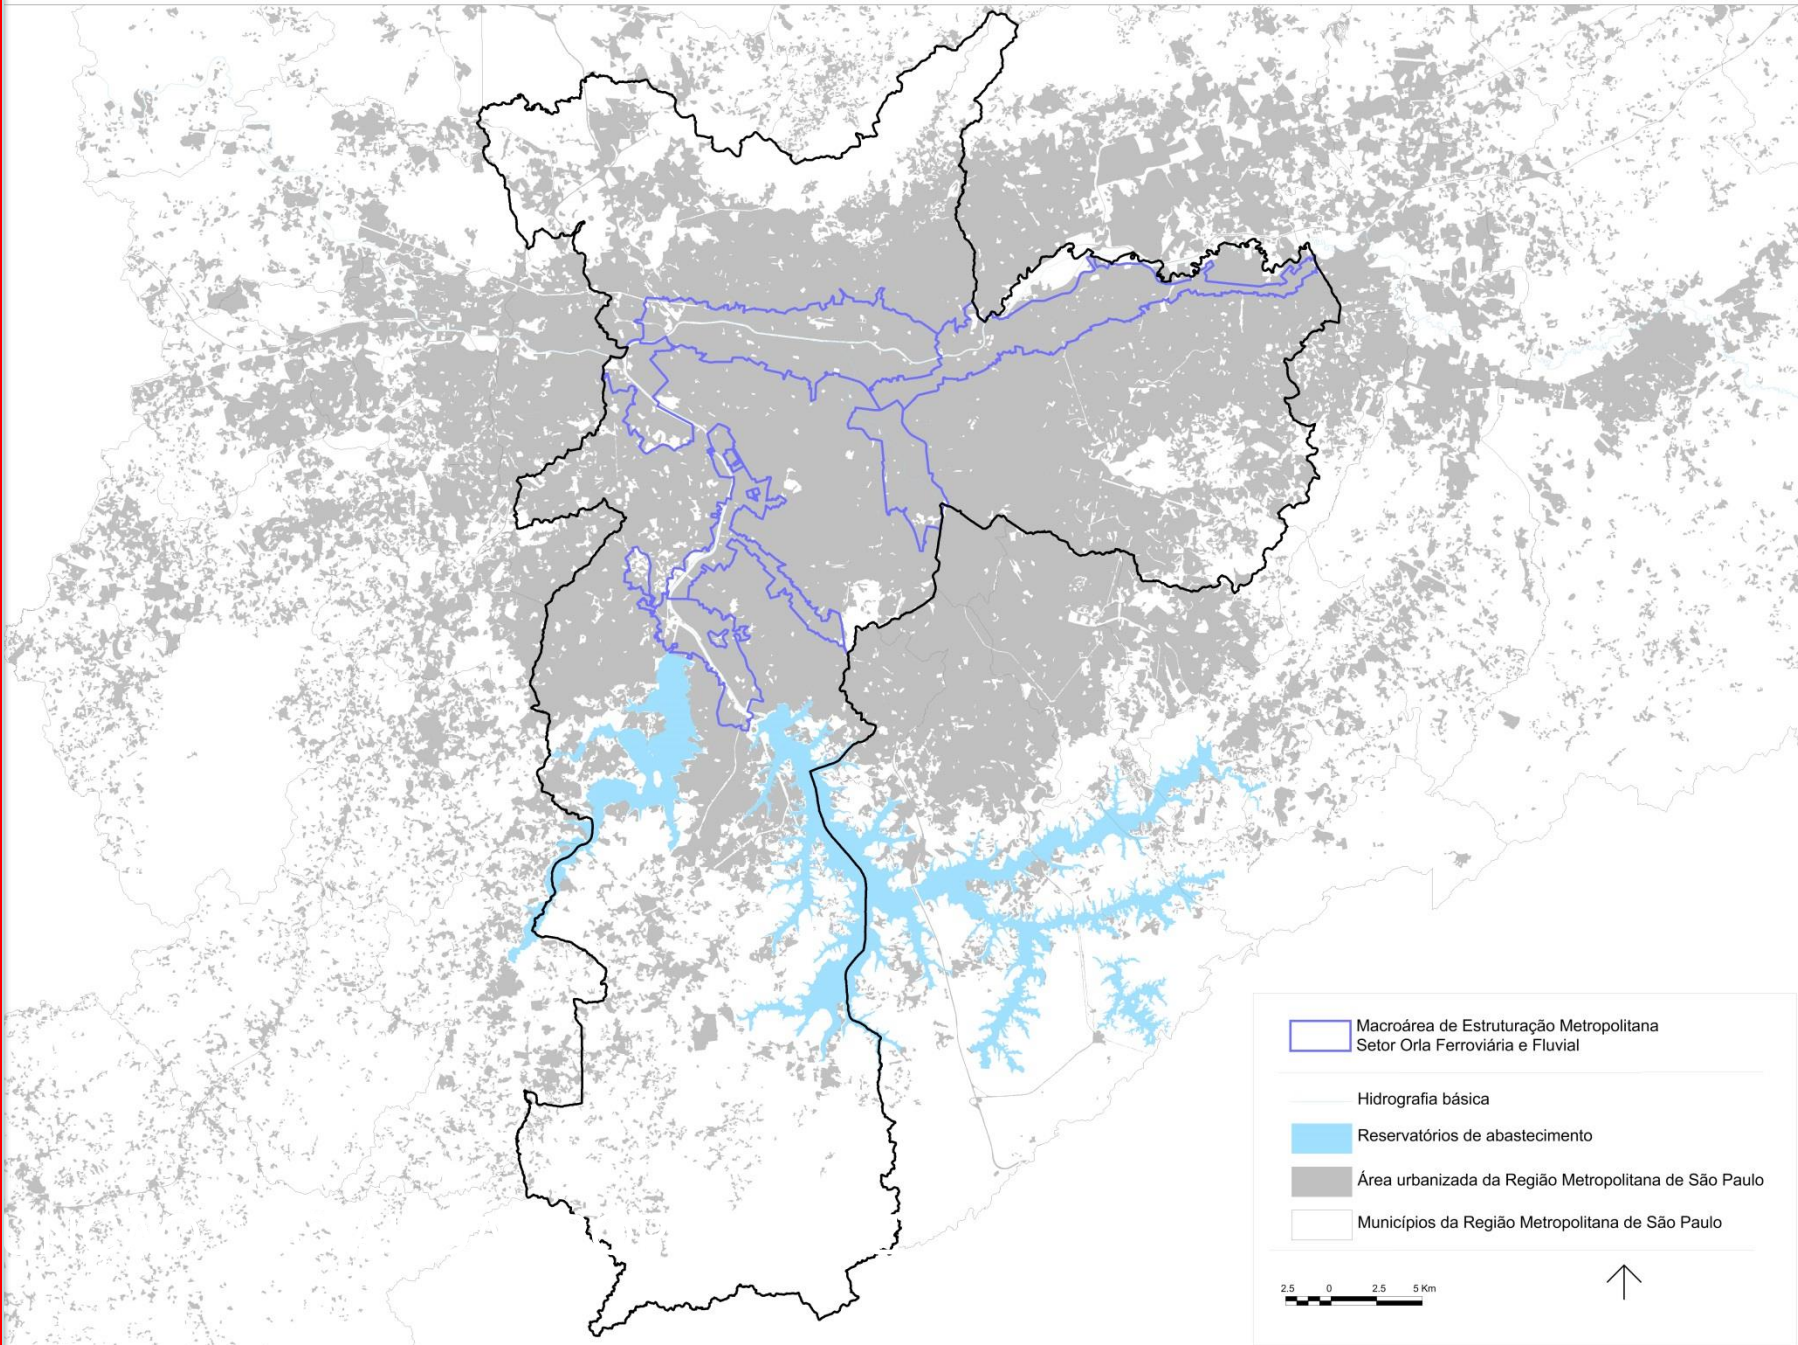 Macroárea de Estruturação Metropolitana
Setor Orla Ferroviária e Fluvial
Hidrografia básica
Reservatórios de abastecimento
Área urbanizada da Região Metropolitana de São Paulo
Municípios da Região Metropolitana de São Paulo
2.5 0 2.5 5 Km